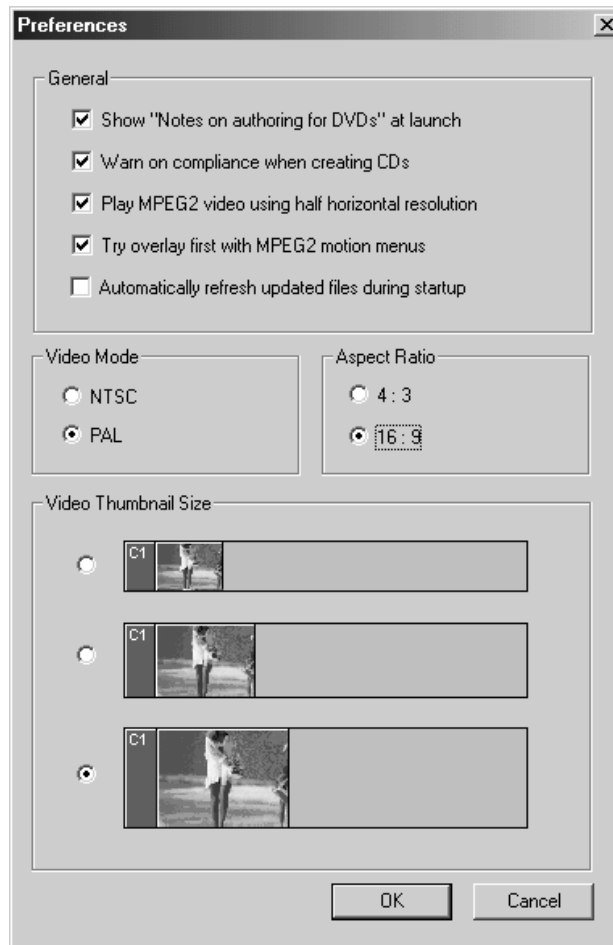 Preferences
General
Show "Notes on authoring for DVDs" at launch
Warn on compliance when creating CDs
Play MPEG2 video using half horizontal resolution
Try overlay first with MPEG2 motion menus
Automatically refresh updated files during startup
Video Mode
NTSC
PAL
Aspect Ratio
4 : 3
16 : 9
Video Thumbnail Size
C1
C1
C1
OK
Cancel